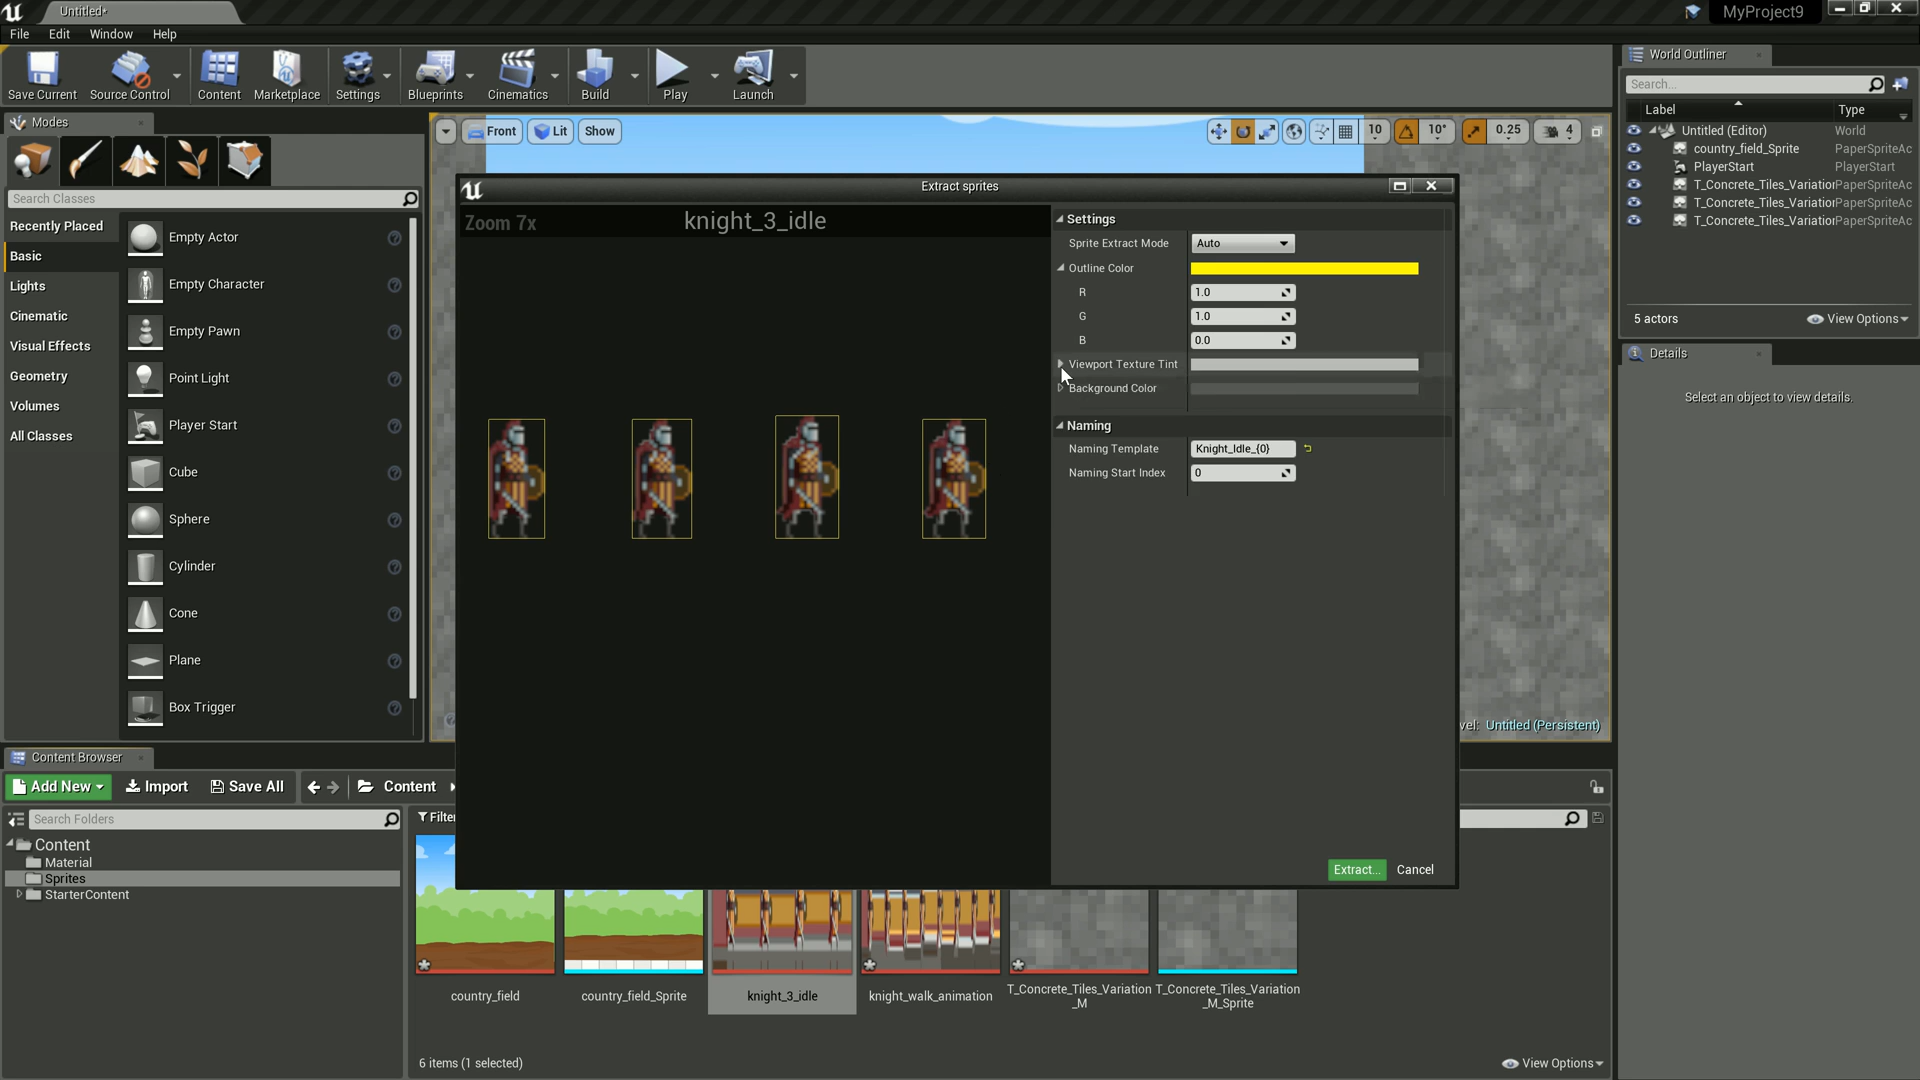 Untitled*
MyProject9
File Edit Window Help
Save Current
Source Control
Content
Marketplace
Settings
Blueprints
Cinematics
Build
Play
Launch
Modes
Search Classes
Recently Placed
Basic
Lights
Cinematic
Visual Effects
Geometry
Volumes
All Classes
Empty Actor
Empty Character
Empty Pawn
Point Light
Player Start
Cube
Sphere
Cylinder
Cone
Plane
Box Trigger
Front
Lit
Show
10
10°
0.25
4
Extract sprites
Zoom 7x
knight_3_idle
Settings
Sprite Extract Mode Auto
Outline Color
R 1.0
G 1.0
B 0.0
Viewport Texture Tint
Background Color
Naming
Naming Template Knight_Idle_{0}
Naming Start Index 0
Extract... Cancel
vel: Untitled (Persistent)
World Outliner
Search...
Label Type
Untitled (Editor) World
country_field_Sprite PaperSpriteAc
PlayerStart PlayerStart
T_Concrete_Tiles_Variation PaperSpriteAc
T_Concrete_Tiles_Variation PaperSpriteAc
T_Concrete_Tiles_Variation PaperSpriteAc
5 actors View Options
Details
Select an object to view details.
Content Browser
Add New Import Save All Content
Search Folders
Filte
Content
Material
Sprites
StarterContent
country_field
country_field_Sprite
knight_3_idle
knight_walk_animation
T_Concrete_Tiles_Variation
_M
T_Concrete_Tiles_Variation
_M_Sprite
6 items (1 selected)
View Options